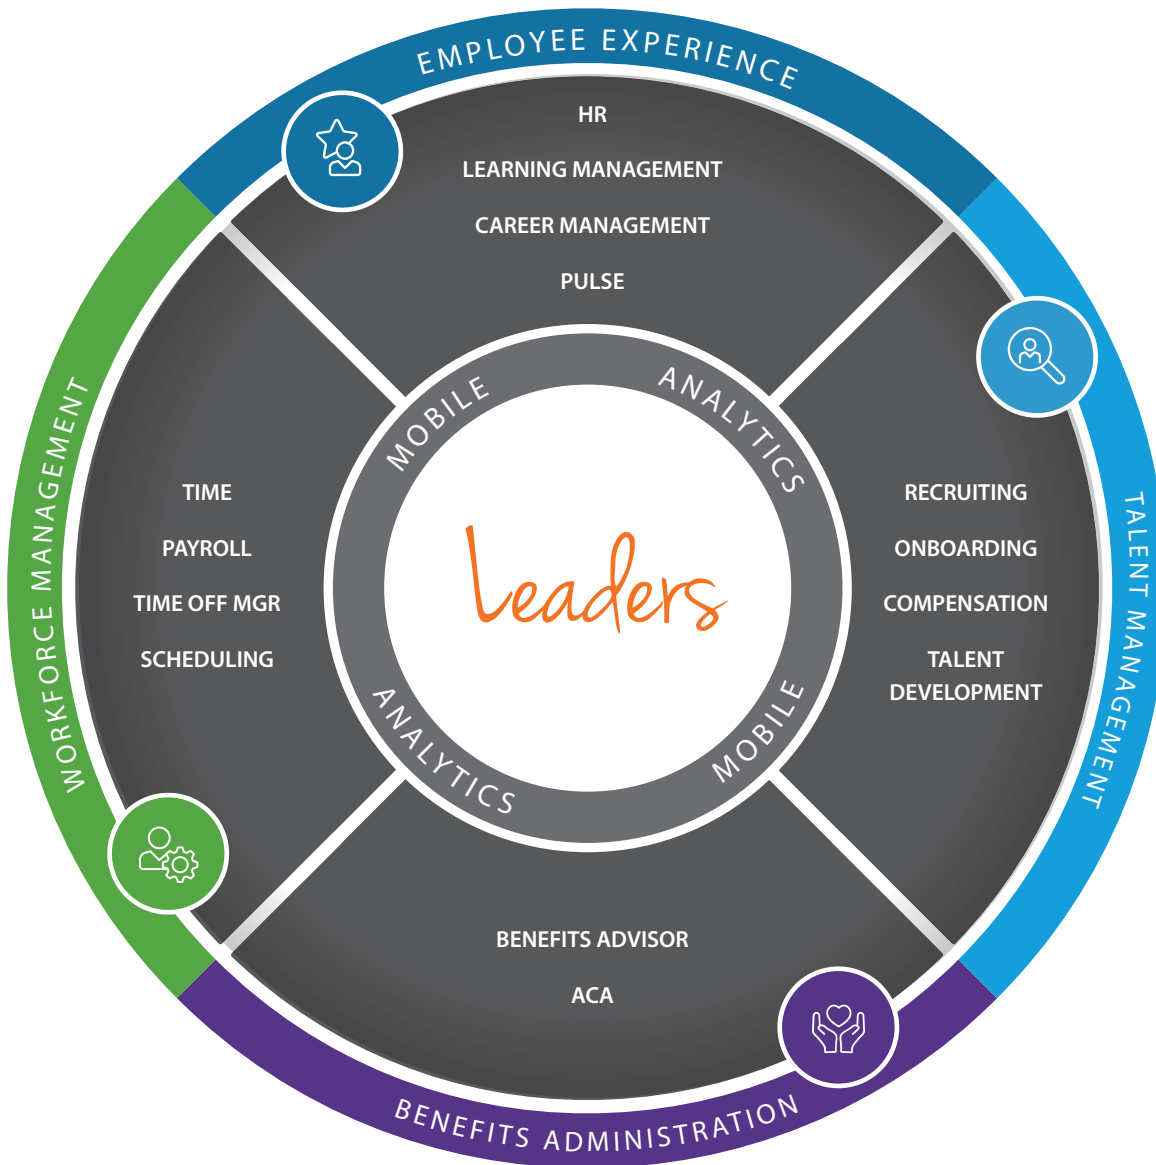 EMPLOYEE EXPERIENCE
HR
LEARNING MANAGEMENT
CAREER MANAGEMENT
PULSE
MOBILE
ANALYTICS
WORKFORCE MANAGEMENT
TIME
PAYROLL
TIME OFF MGR
SCHEDULING
Leaders
RECRUITING
ONBOARDING
COMPENSATION
TALENT
DEVELOPMENT
TALENT MANAGEMENT
ANALYTICS
MOBILE
BENEFITS ADVISOR
ACA
BENEFITS ADMINISTRATION